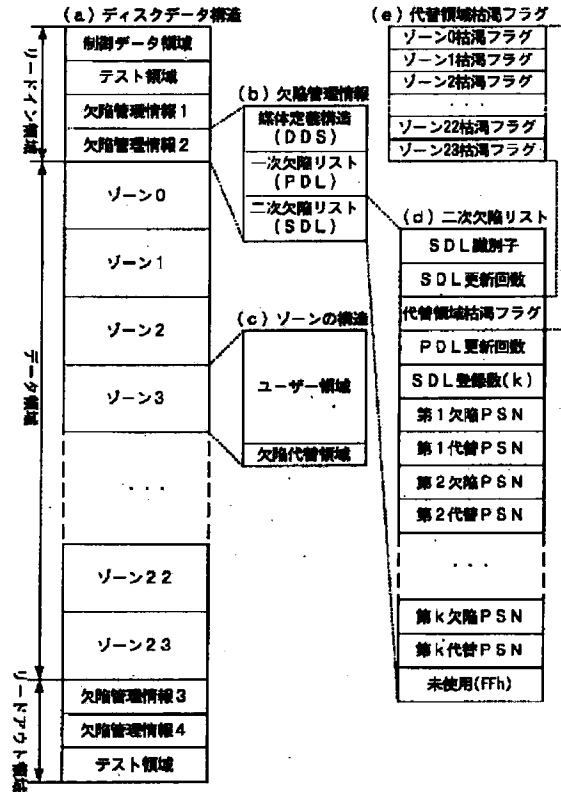 (a)ディスクデータ構造
リードイン領域
制御データ領域
テスト領域
欠陥管理情報1
欠陥管理情報2
データ領域
ゾーン0
ゾーン1
ゾーン2
ゾーン3
・・・
ゾーン22
ゾーン23
リードアウト領域
欠陥管理情報3
欠陥管理情報4
テスト領域
(b)欠陥管理情報
媒体定義構造
(DDS)
一次欠陥リスト
(PDL)
二次欠陥リスト
(SDL)
(c)ゾーンの構造
ユーザー領域
欠陥代替領域
(e)代替領域枯渇フラグ
ゾーン0枯渇フラグ
ゾーン1枯渇フラグ
ゾーン2枯渇フラグ
・・・
ゾーン22枯渇フラグ
ゾーン23枯渇フラグ
(d)二次欠陥リスト
SDL識別子
SDL更新回数
代替領域枯渇フラグ
PDL更新回数
SDL登録数(k)
第1欠陥PSN
第1代替PSN
第2欠陥PSN
第2代替PSN
・・・
第k欠陥PSN
第k代替PSN
未使用(FFh)